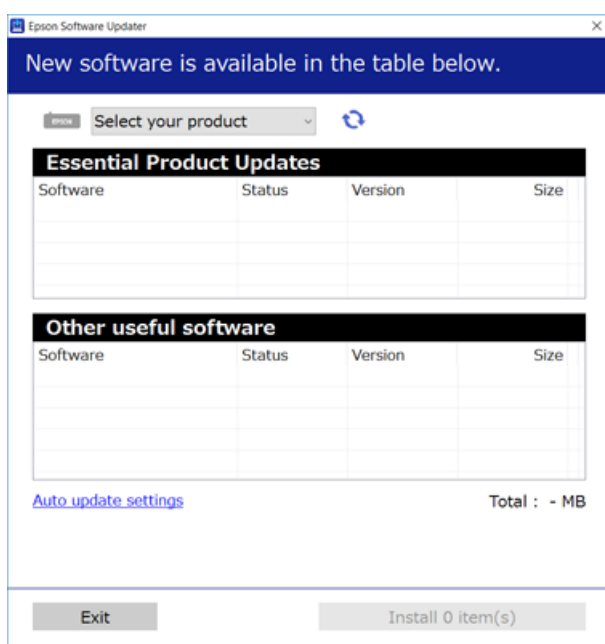 Epson Software Updater
New software is available in the table below.
EPSON Select your product
Essential Product Updates
Software Status Version Size
Other useful software
Software Status Version Size
Auto update settings Total : - MB
Exit Install 0 item(s)